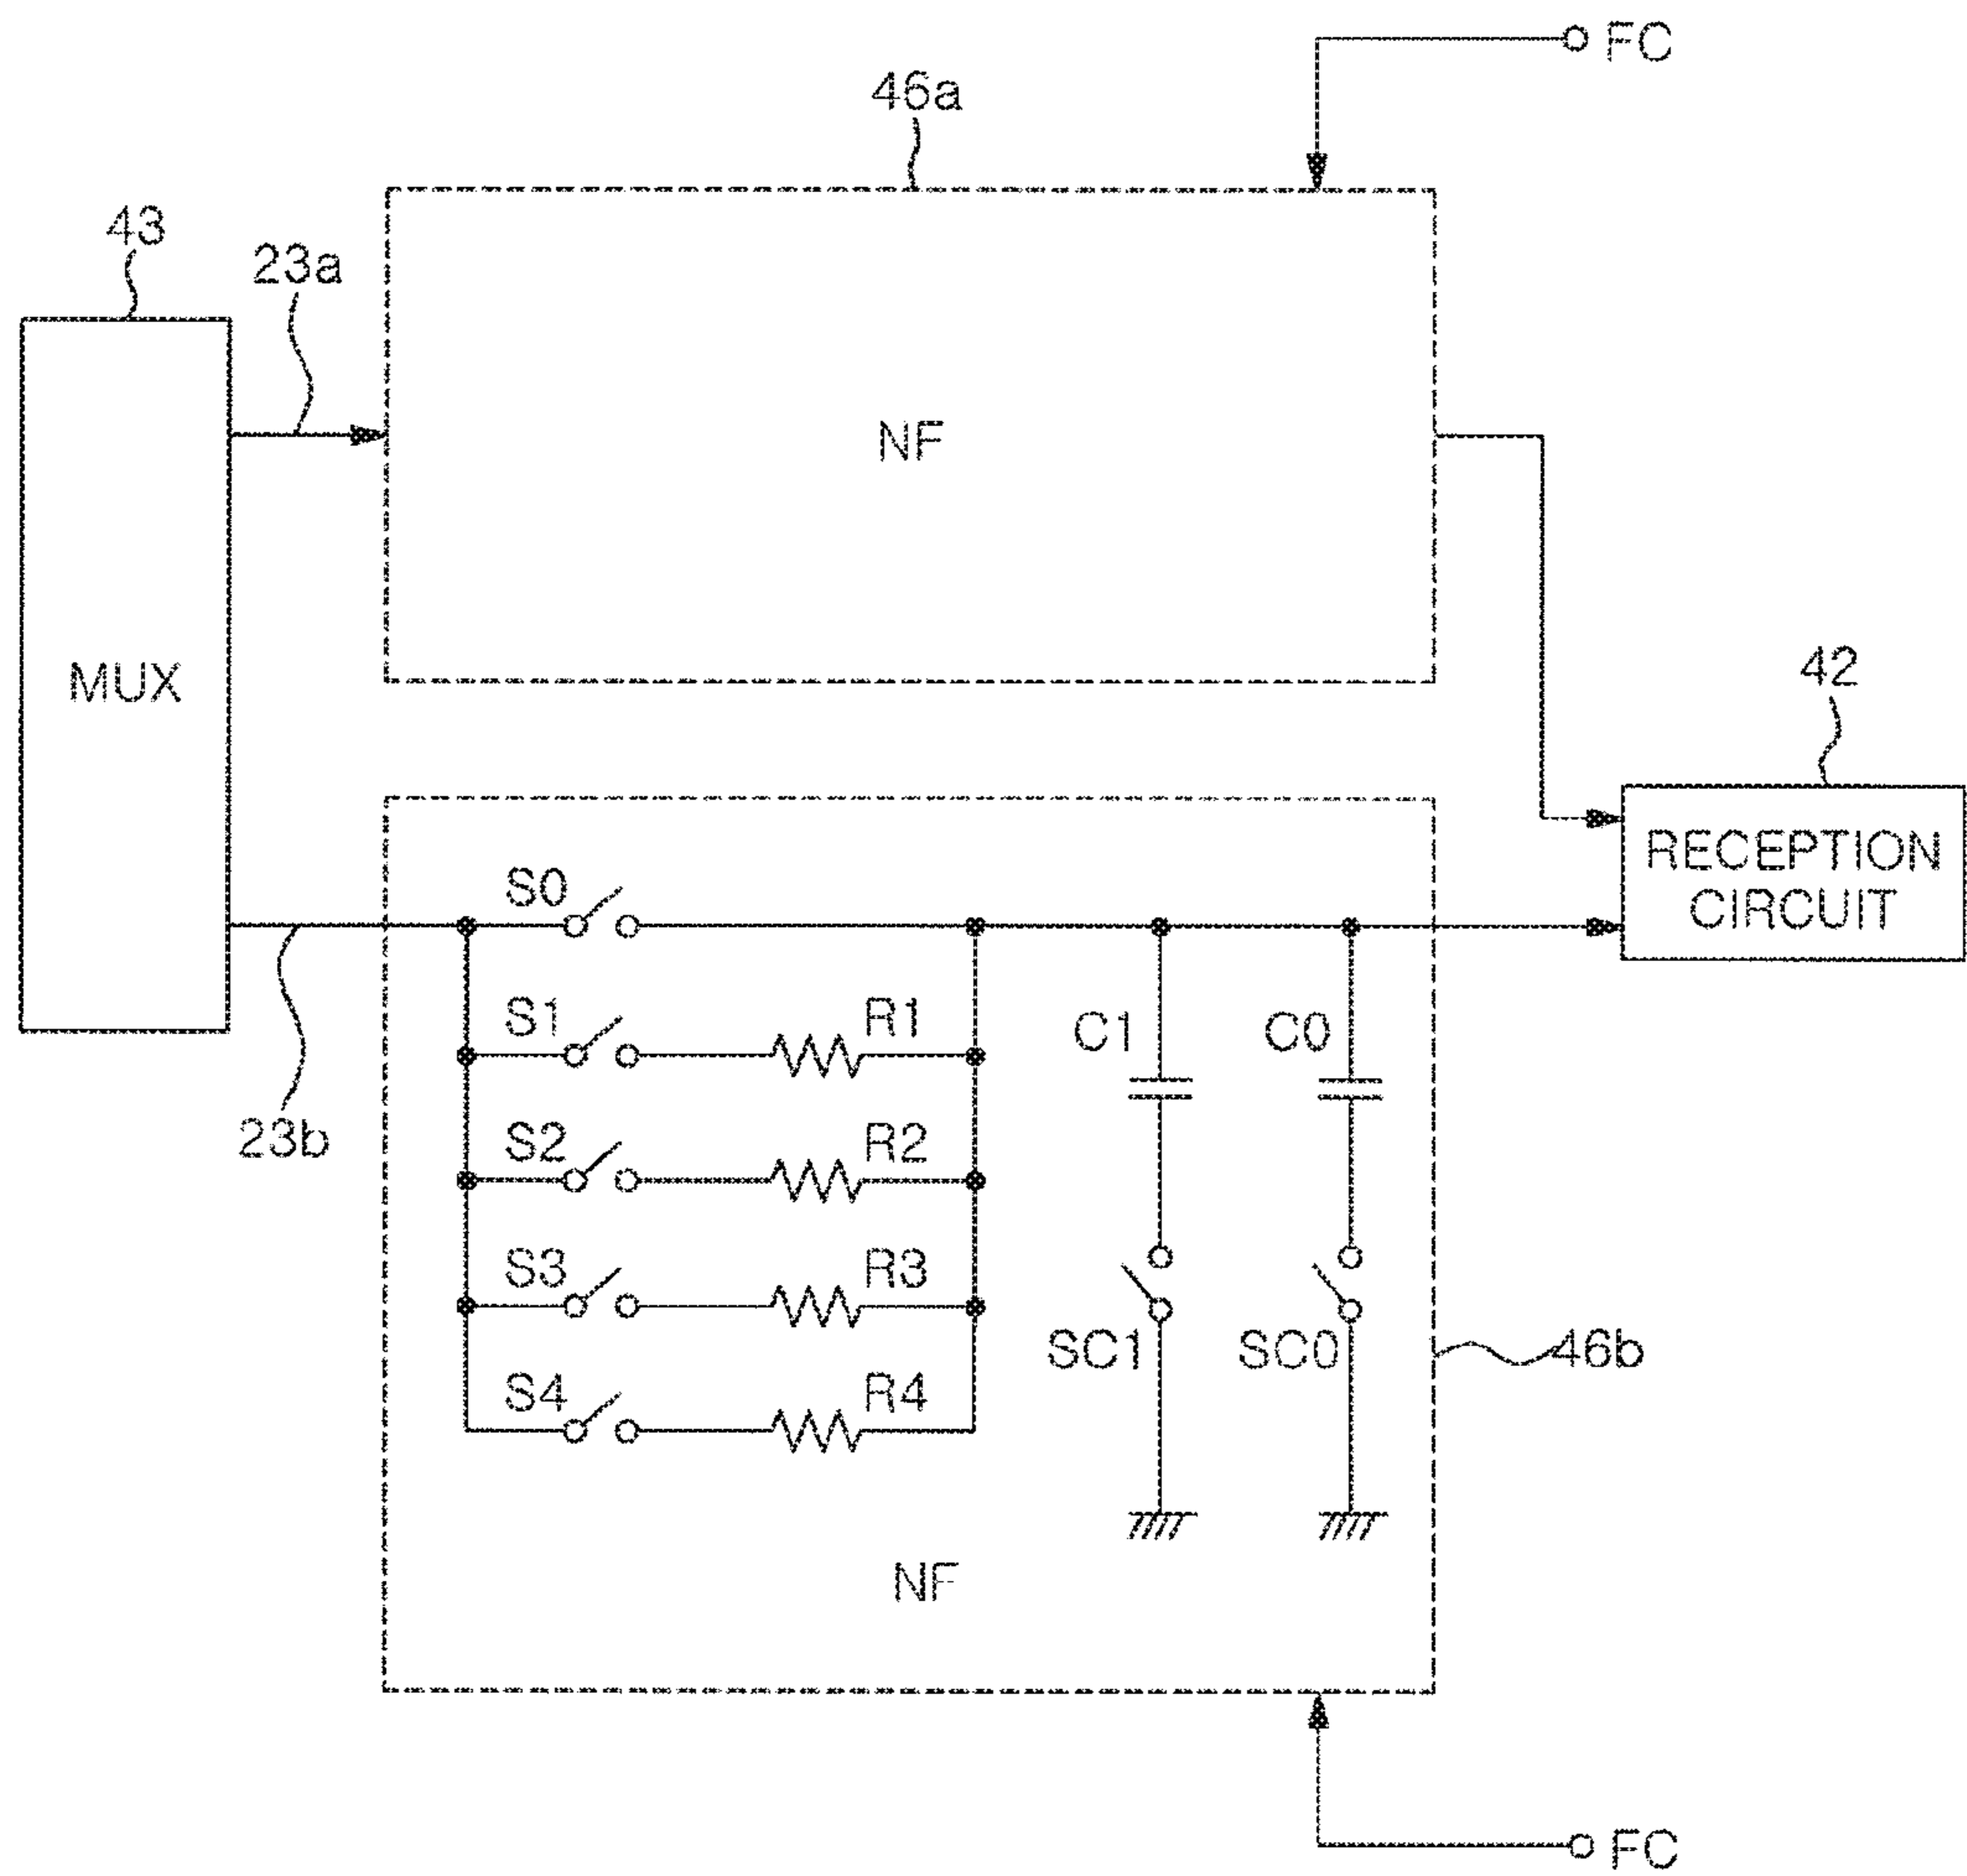 FC
46a
43
23a
NF
MUX
42
RECEPTION
CIRCUIT
S0
S1
R1
C1
C0
23b
S2
R2
S3
R3
SC1
SC0
46b
S4
R4
NF
FC